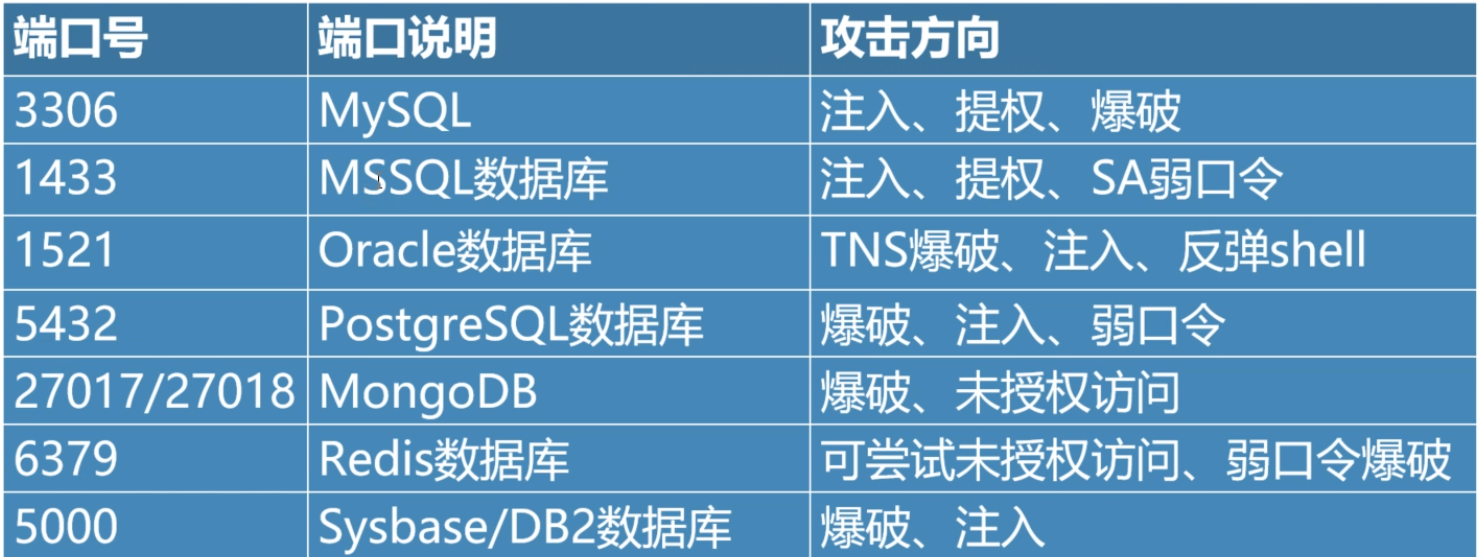 端口号 端口说明 攻击方向
3306 MySQL 注入、提权、爆破
1433 MSSQL数据库 注入、提权、SA弱口令
1521 Oracle数据库 TNS爆破、注入、反弹shell
5432 PostgreSQL数据库 爆破、注入、弱口令
27017/27018 MongoDB 爆破、未授权访问
6379 Redis数据库 可尝试未授权访问、弱口令爆破
5000 Sysbase/DB2数据库 爆破、注入